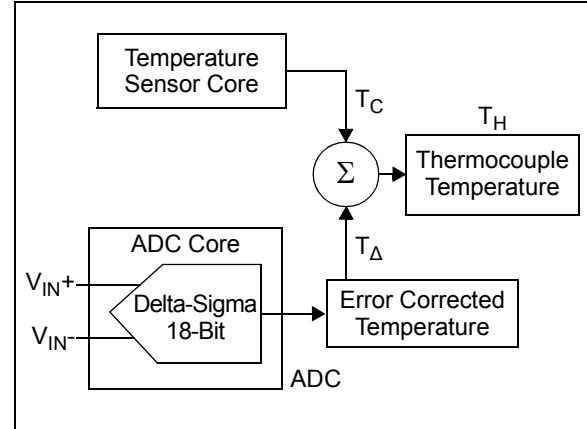 Temperature
Sensor Core
T_C
T_H
Σ
Thermocouple
Temperature
ADC Core
T_Δ
V_IN+
Delta-Sigma
18-Bit
V_IN-
Error Corrected
Temperature
ADC